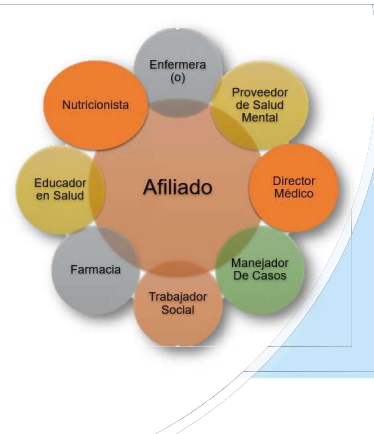 Enfermera
(o)
Proveedor
de Salud
Mental
Nutricionista
Afiliado
Director
Médico
Educador
en Salud
Manejador
De Casos
Farmacia
Trabajador
Social